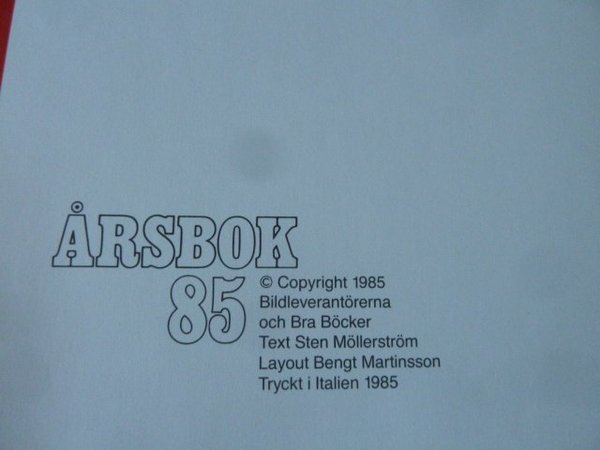 ÅRSBOK
85
© Copyright 1985
Bildleverantörerna
och Bra Böcker
Text Sten Möllerström
Layout Bengt Martinsson
Tryckt i Italien 1985